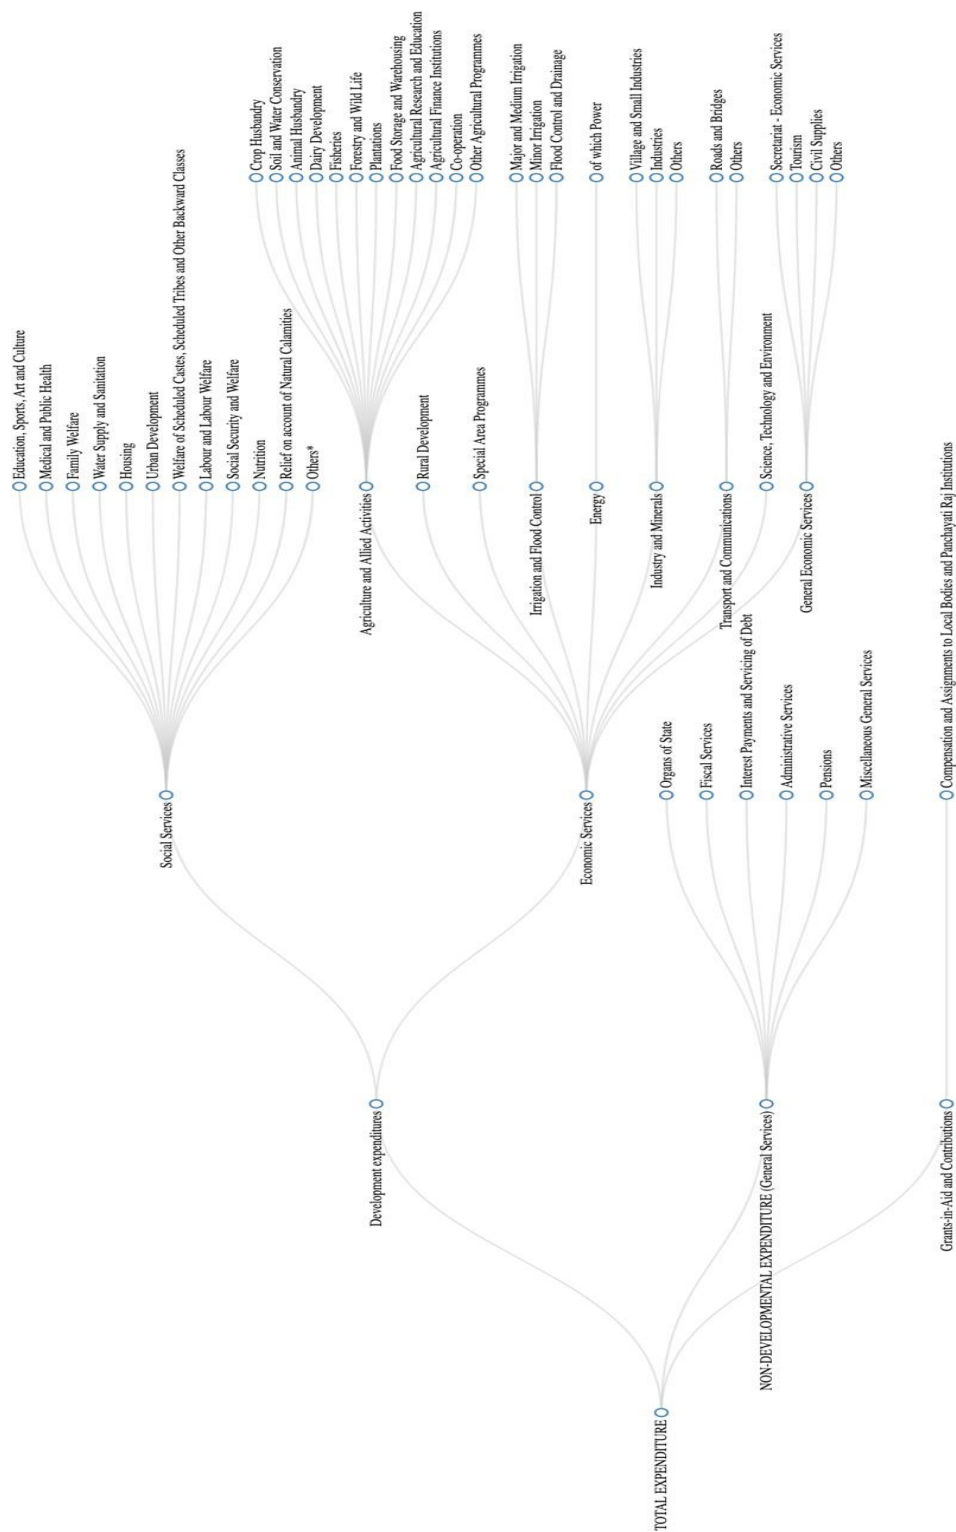 TOTAL EXPENDITURE
Development expenditures
Social Services
Education, Sports, Art and Culture
Medical and Public Health
Family Welfare
Water Supply and Sanitation
Housing
Urban Development
Welfare of Scheduled Castes, Scheduled Tribes and Other Backward Classes
Labour and Labour Welfare
Social Security and Welfare
Nutrition
Relief on account of Natural Calamities
Others*
Economic Services
Agriculture and Allied Activities
Crop Husbandry
Soil and Water Conservation
Animal Husbandry
Dairy Development
Fisheries
Forestry and Wild Life
Plantations
Food Storage and Warehousing
Agricultural Research and Education
Agricultural Finance Institutions
Co-operation
Other Agricultural Programmes
Rural Development
Special Area Programmes
Irrigation and Flood Control
Major and Medium Irrigation
Minor Irrigation
Flood Control and Drainage
Energy
of which Power
Industry and Minerals
Village and Small Industries
Industries
Others
Transport and Communications
Roads and Bridges
Others
Science, Technology and Environment
General Economic Services
Secretariat - Economic Services
Tourism
Civil Supplies
Others
NON-DEVELOPMENTAL EXPENDITURE (General Services)
Organs of State
Fiscal Services
Interest Payments and Servicing of Debt
Administrative Services
Pensions
Miscellaneous General Services
Grants-in-Aid and Contributions
Compensation and Assignments to Local Bodies and Panchayati Raj Institutions